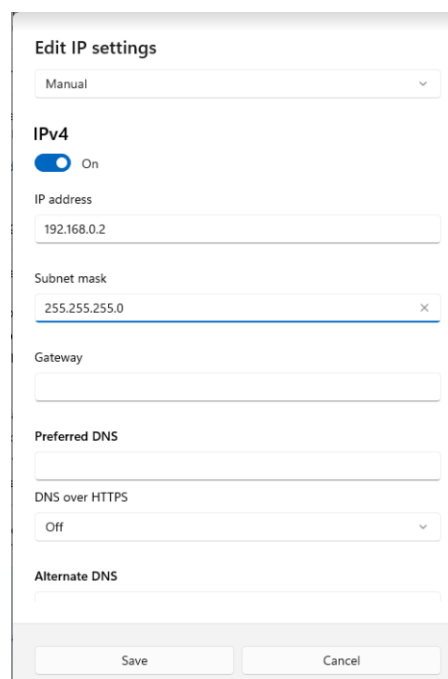 Edit IP settings
Manual
IPv4
On
IP address
192.168.0.2
Subnet mask
255.255.255.0
Gateway
Preferred DNS
DNS over HTTPS
Off
Alternate DNS
Save Cancel